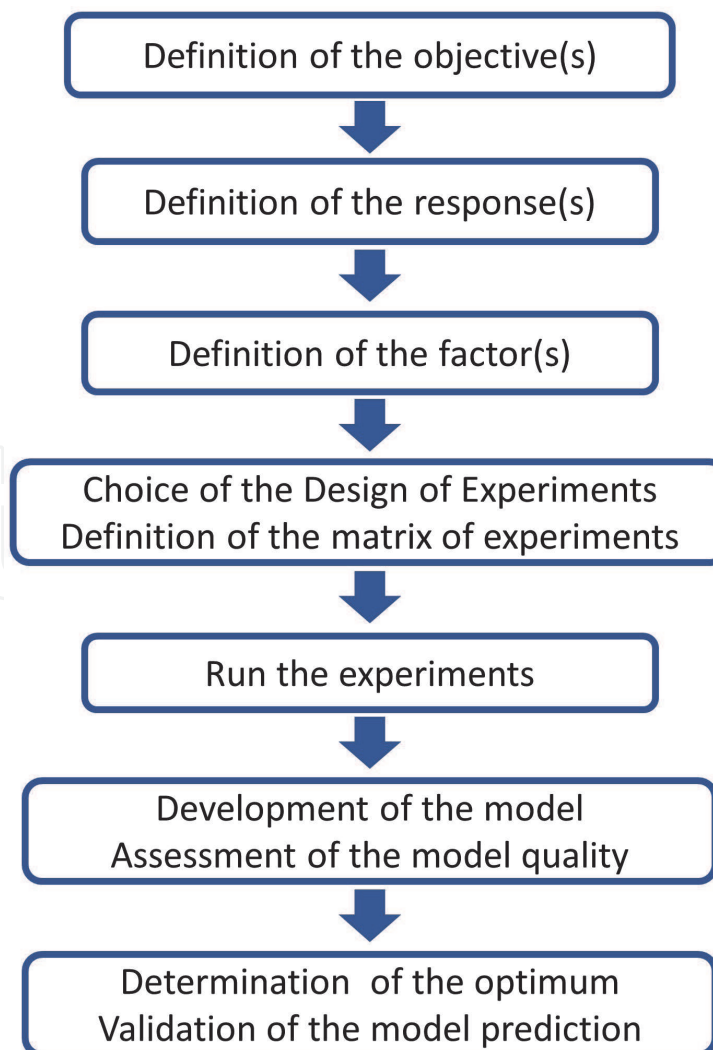 Definition of the objective(s)
Definition of the response(s)
Definition of the factor(s)
Choice of the Design of Experiments
Definition of the matrix of experiments
Run the experiments
Development of the model
Assessment of the model quality
Determination of the optimum
Validation of the model prediction